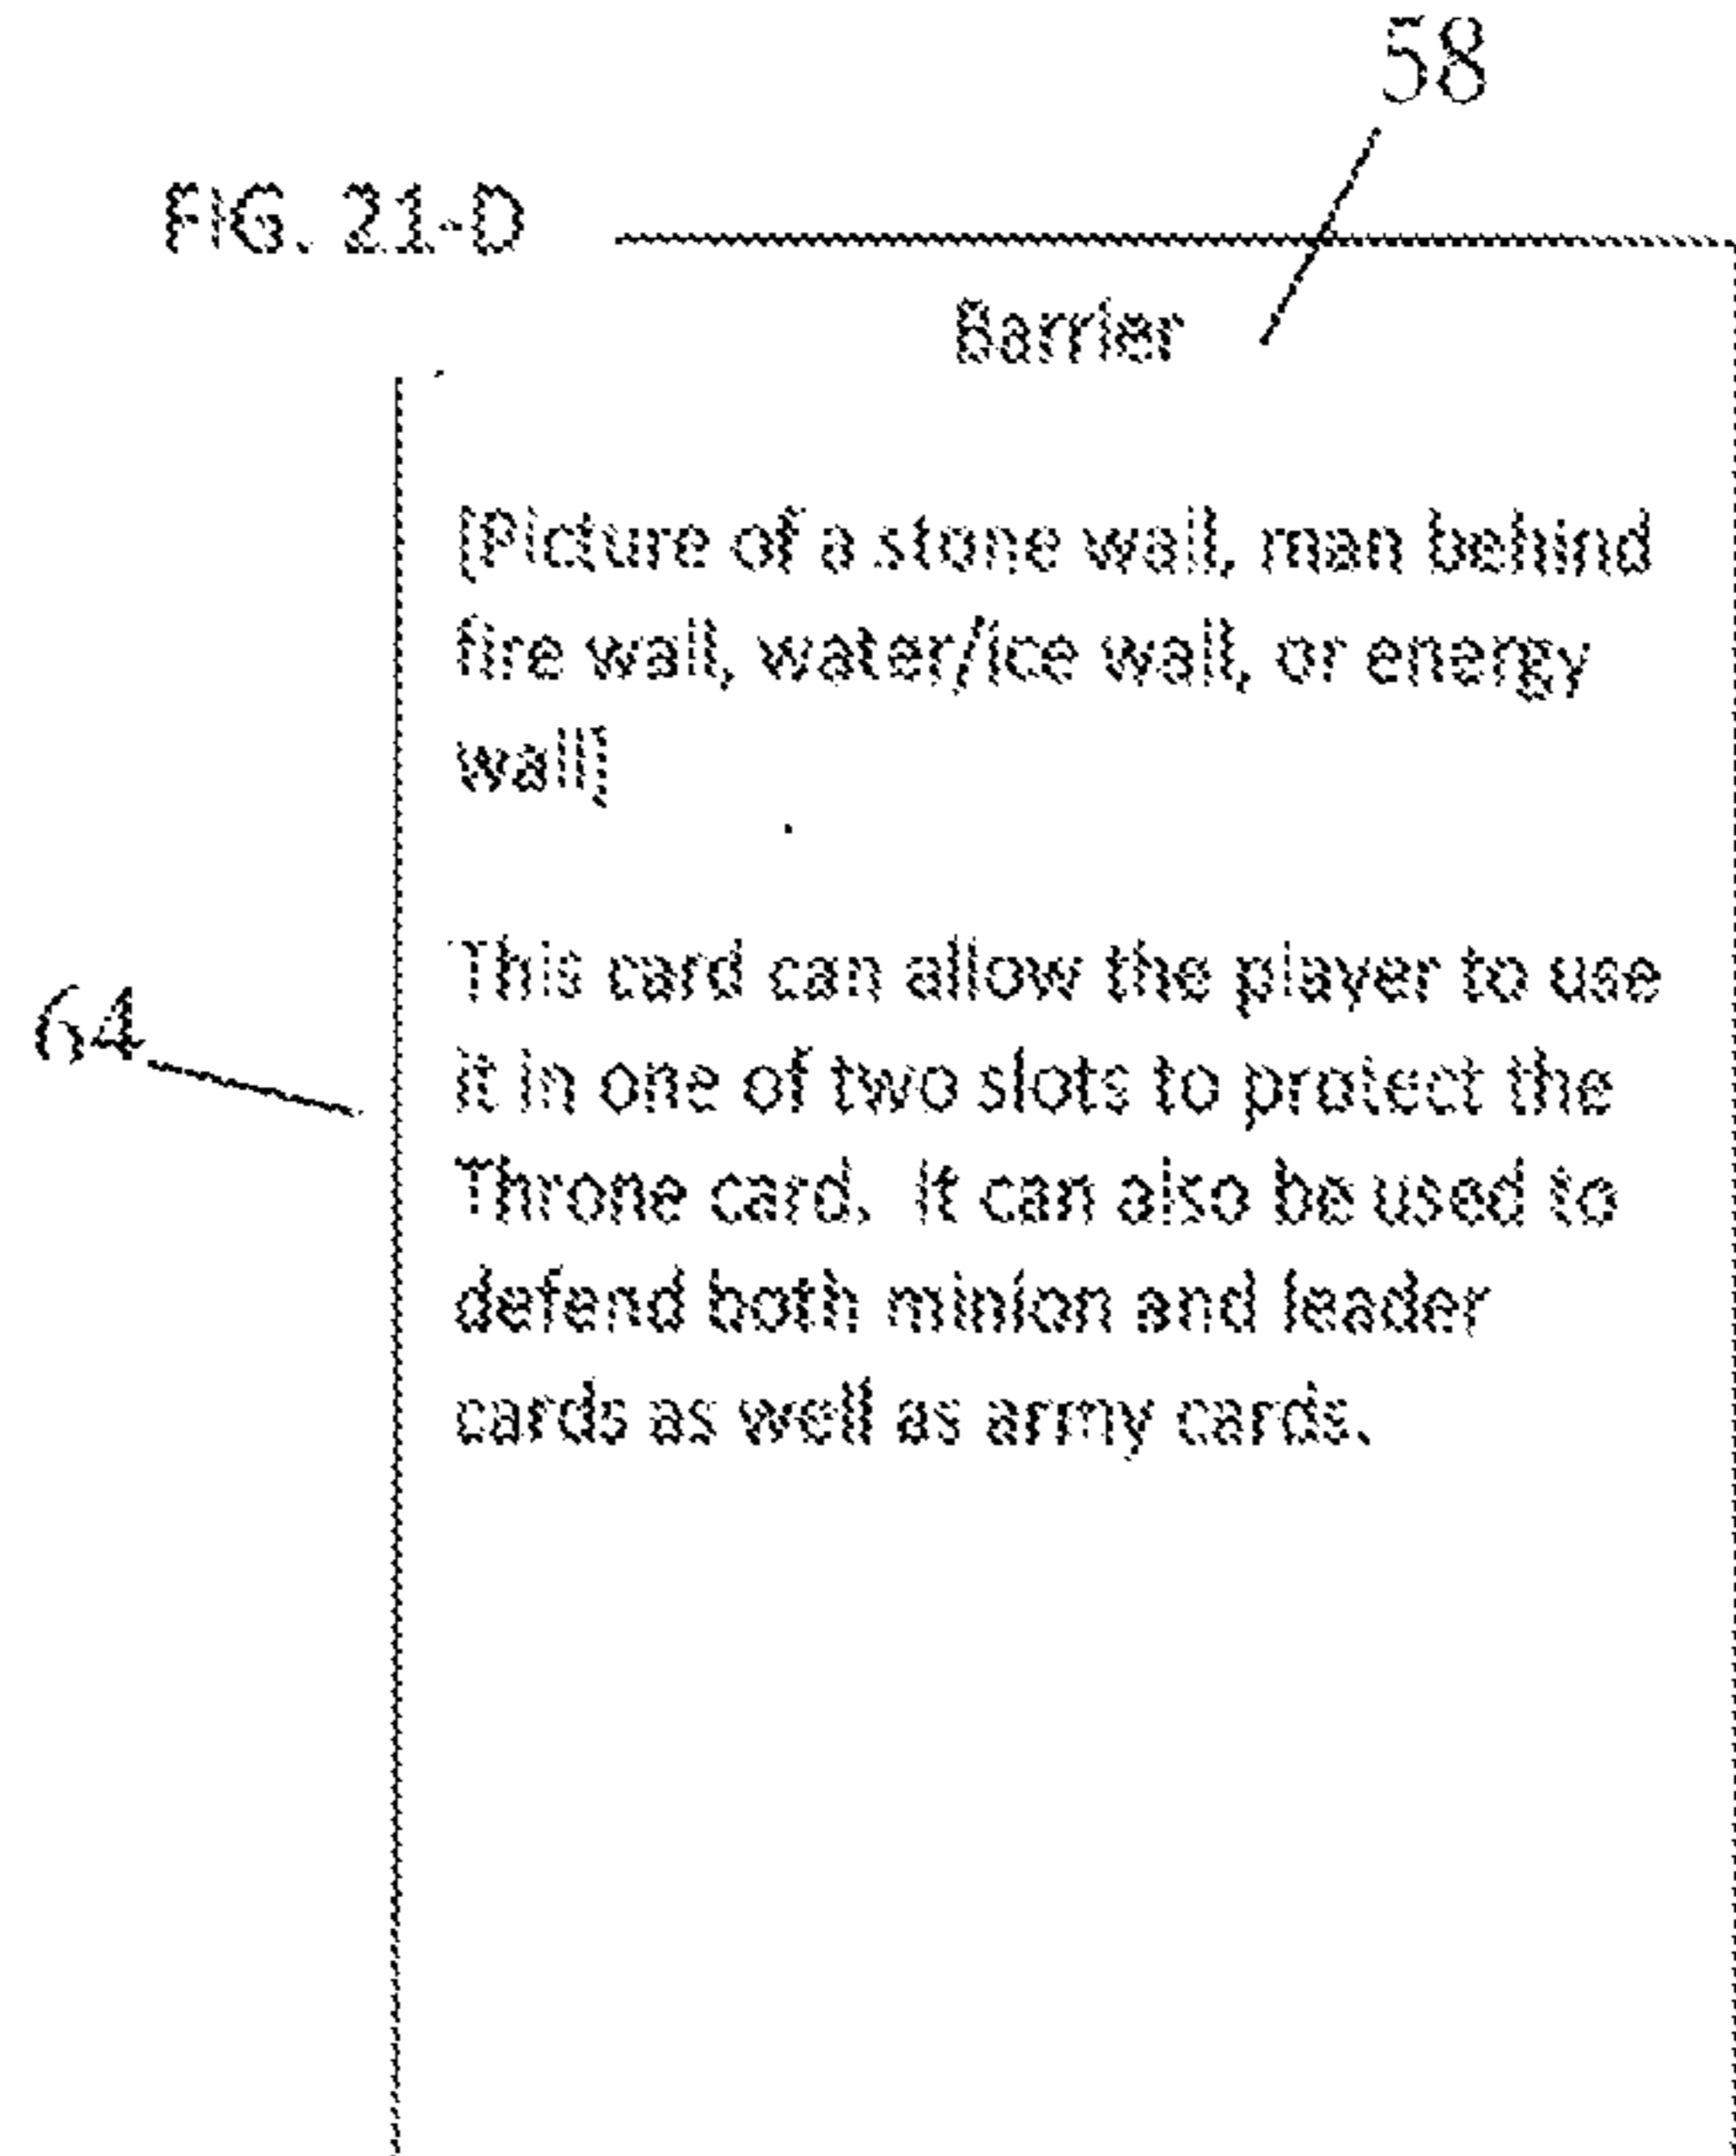 58
FIG. 21-D
Barrier
[Picture of a stone wall, man behind
fire wall, water/ice wall, or energy
wall]
This card can allow the player to use
64
it in one of two slots to protect the
Throne card. It can also be used to
defend both minion and leader
cards as well as army cards.